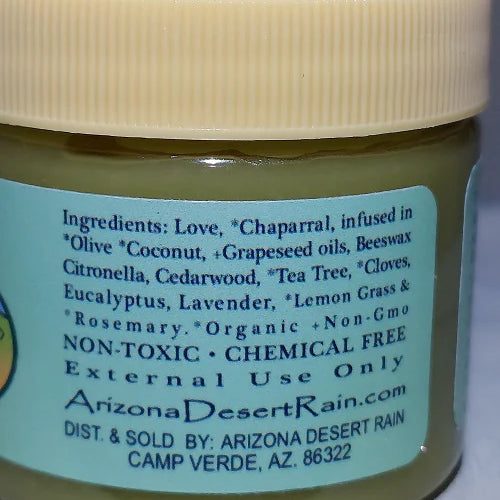 Ingredients: Love, *Chaparral, infused in
*Olive *Coconut, +Grapeseed oils, Beeswax
Citronella, Cedarwood, *Tea Tree, *Cloves,
Eucalyptus, Lavender, *Lemon Grass &
*Rosemary. *Organic +Non-Gmo
NON-TOXIC • CHEMICAL FREE
External Use Only
ArizonaDesertRain.com
DIST. & SOLD BY: ARIZONA DESERT RAIN
CAMP VERDE, AZ. 86322